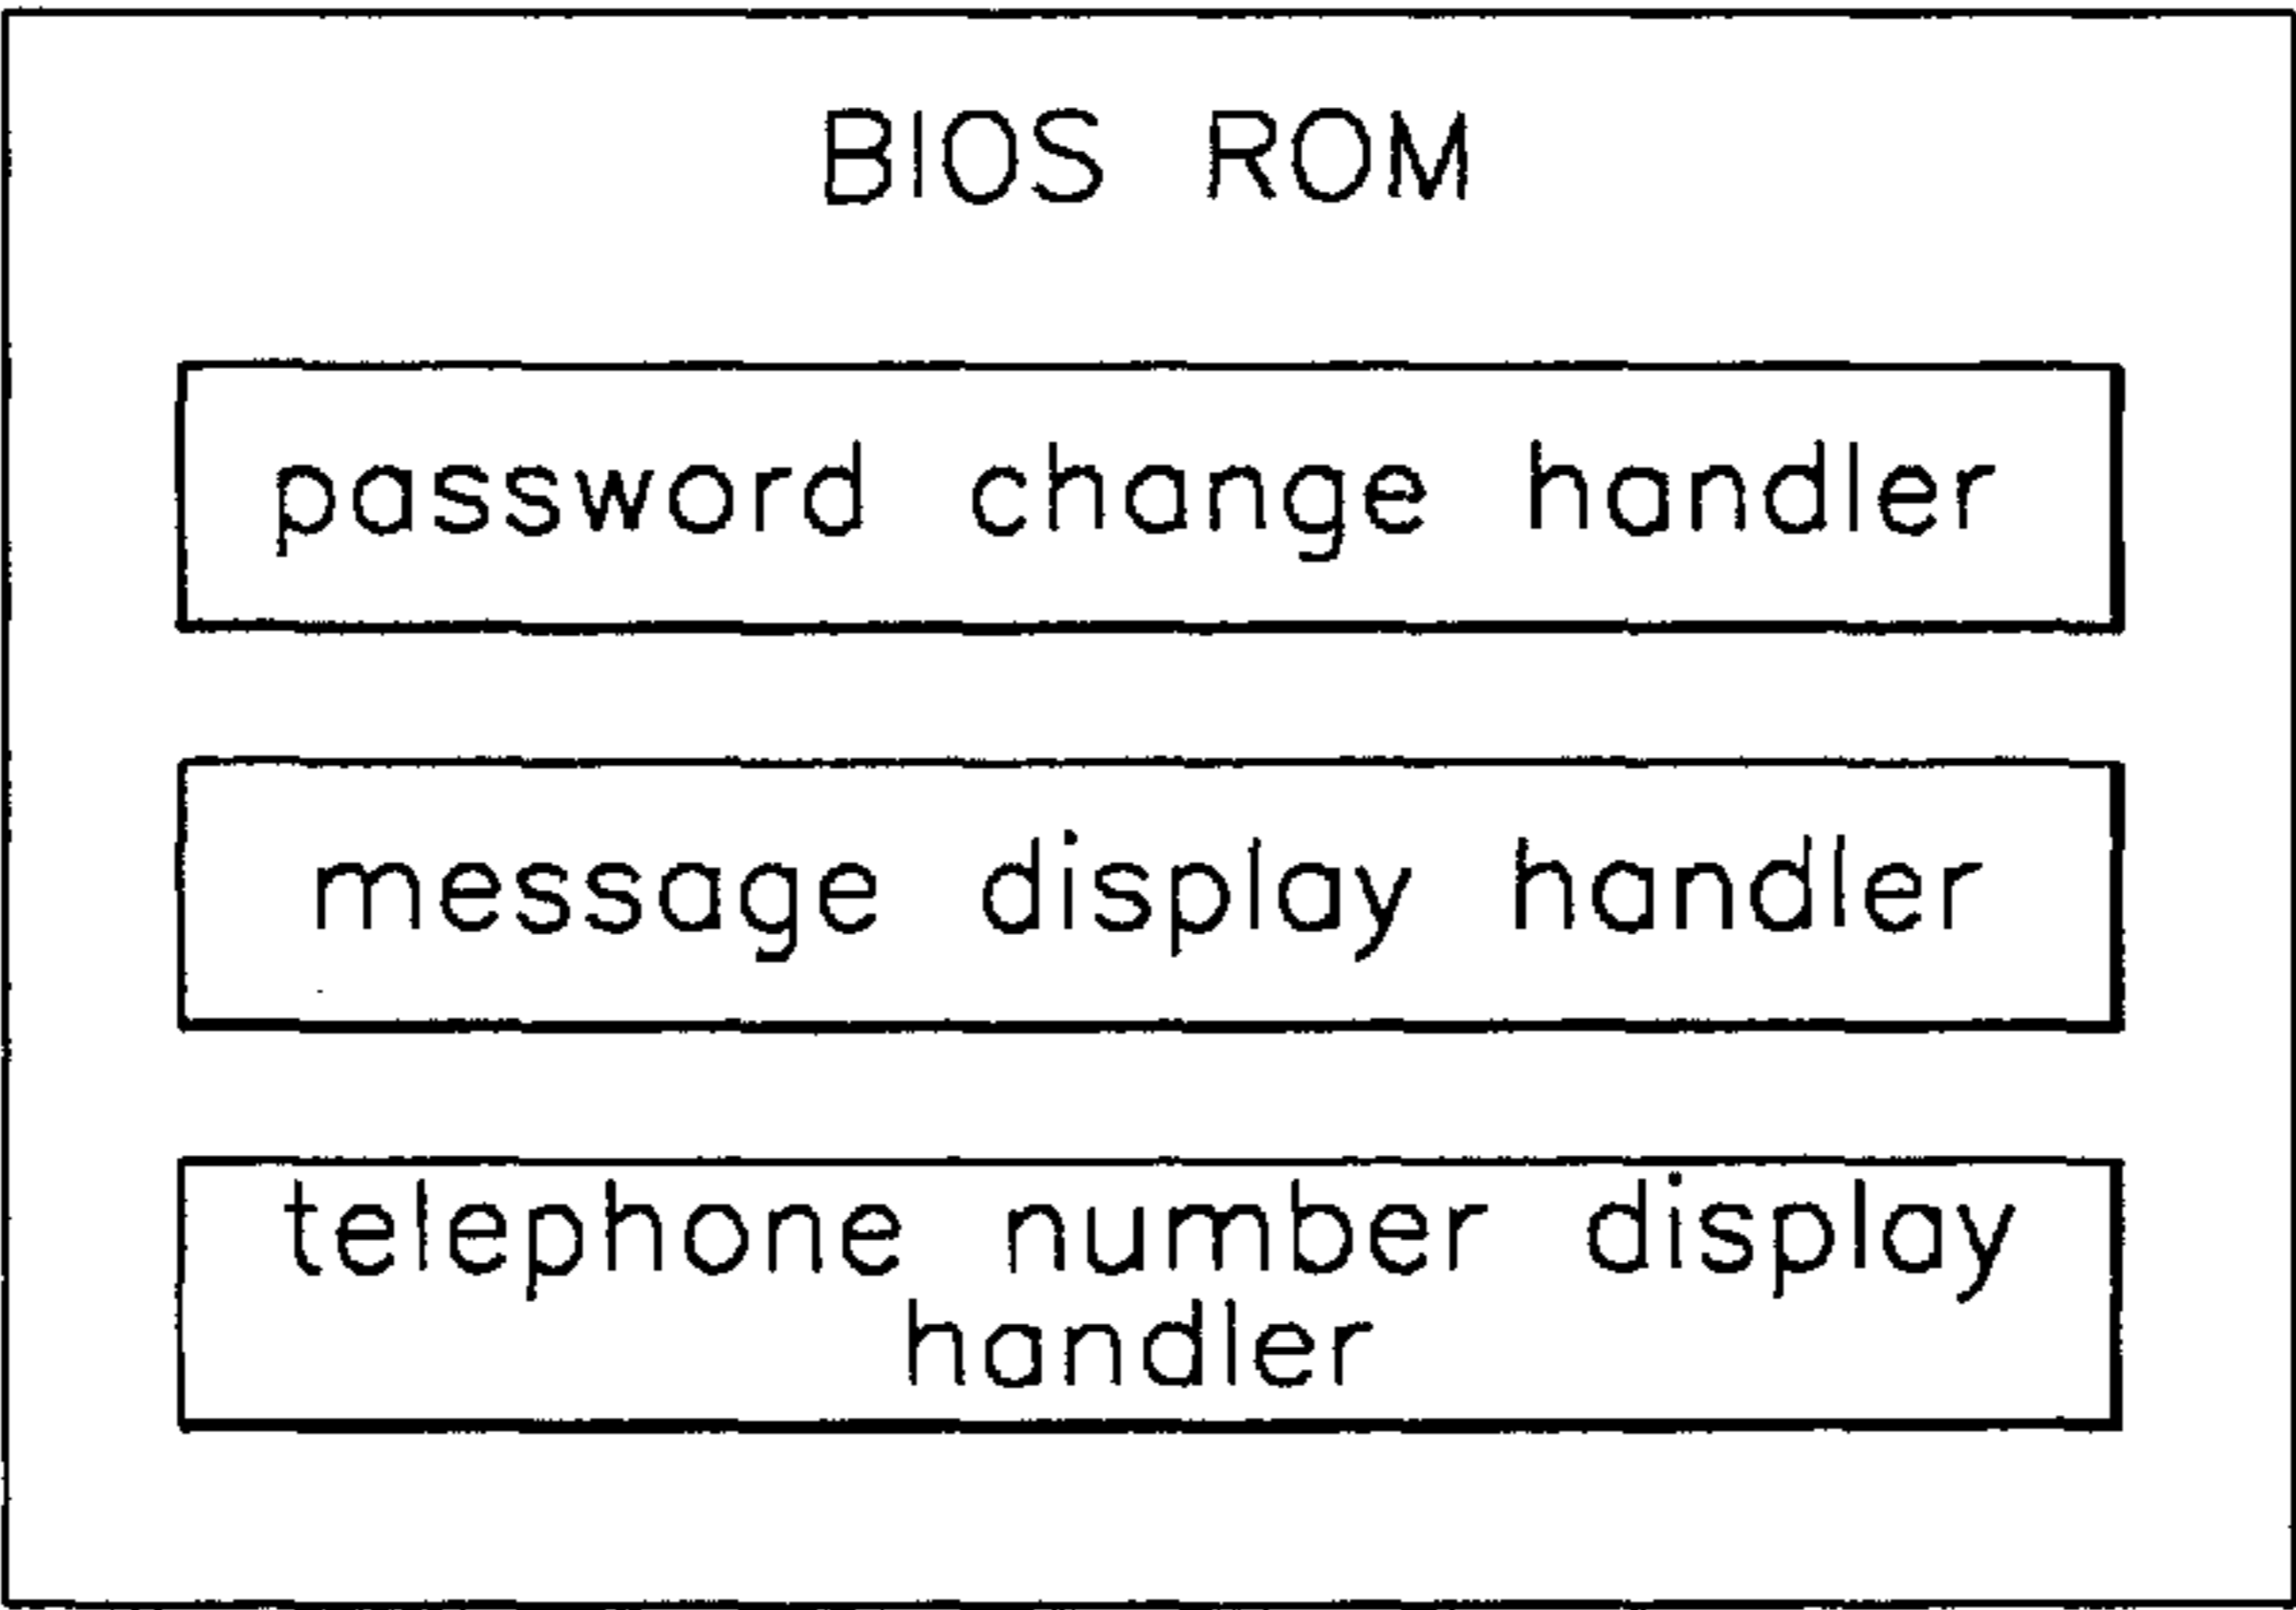 BIOS ROM
password change handler
message display handler
telephone number display
handler